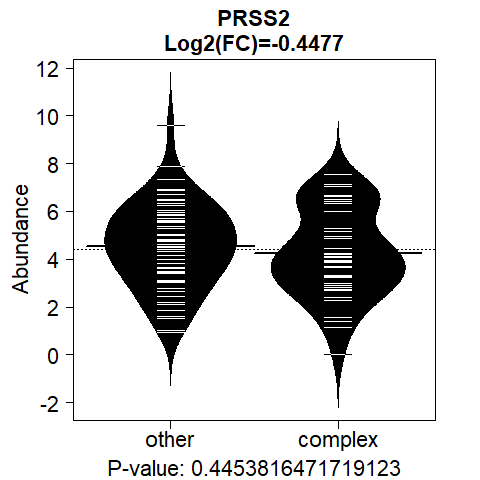 PRSS2
Log2(FC)=-0.4477
Abundance
12
10
8
6
4
2
0
-2
other complex
P-value: 0.4453816471719123